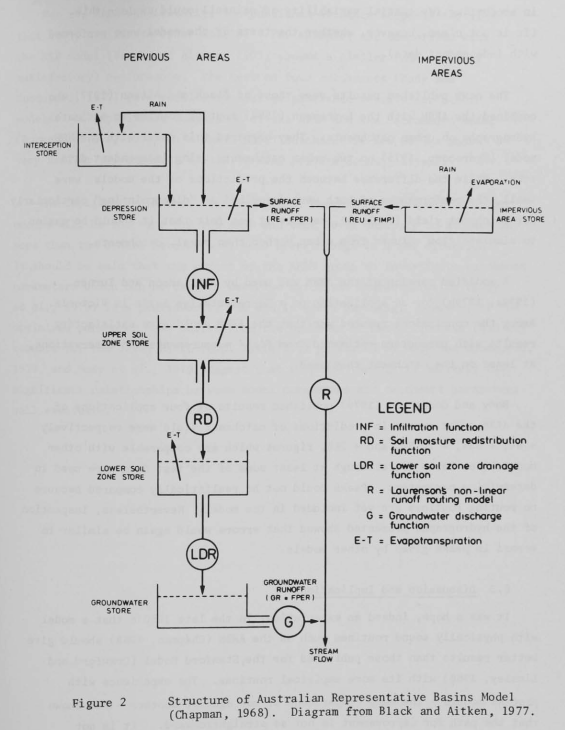 PERVIOUS AREAS
IMPERVIOUS
AREAS
E-T
RAIN
INTERCEPTION
STORE
E-T
RAIN
EVAPORATION
DEPRESSION
STORE
SURFACE
RUNOFF
(RE * FPER)
SURFACE
RUNOFF
(REU * FIMP)
IMPERVIOUS
AREA STORE
INF
E-T
UPPER SOIL
ZONE STORE
RD
R
E-T
LOWER SOIL
ZONE STORE
LDR
GROUNDWATER
STORE
GROUNDWATER
RUNOFF
(GR * FPER)
G
STREAM
FLOW
LEGEND
INF = Infiltration function
RD = Soil moisture redistribution
function
LDR = Lower soil zone drainage
function
R = Laurenson's non-linear
runoff routing model
G = Groundwater discharge
function
E-T = Evapotranspiration
Figure 2 Structure of Australian Representative Basins Model
(Chapman, 1968). Diagram from Black and Aitken, 1977.